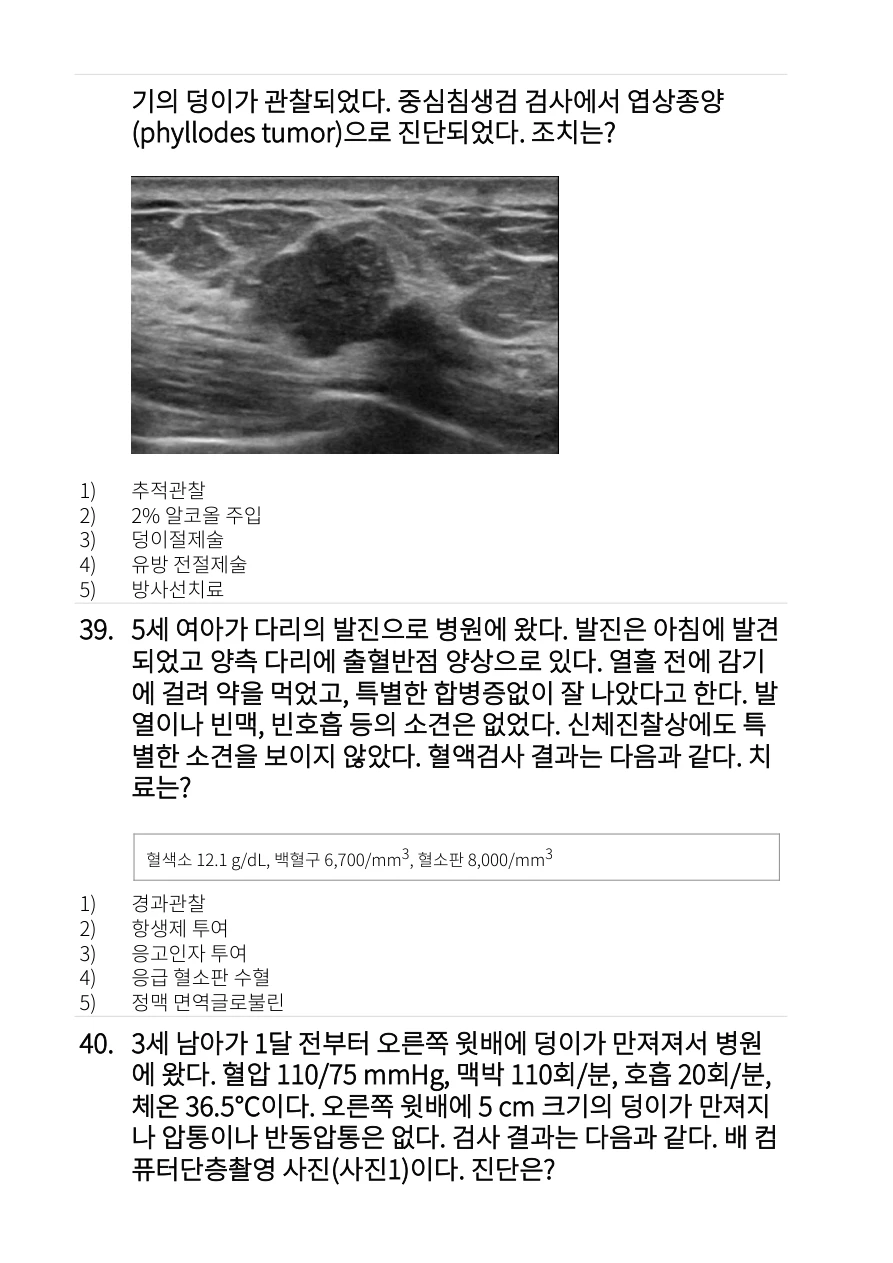 기의 덩이가 관찰되었다. 중심침생검 검사에서 엽상종양
(phyllodes tumor)으로 진단되었다. 조치는?
1) 추적관찰
2) 2% 알코올 주입
3) 덩이절제술
4) 유방 전절제술
5) 방사선치료
39. 5세 여아가 다리의 발진으로 병원에 왔다. 발진은 아침에 발견
되었고 양측 다리에 출혈반점 양상으로 있다. 열흘 전에 감기
에 걸려 약을 먹었고, 특별한 합병증없이 잘 나았다고 한다. 발
열이나 빈맥, 빈호흡 등의 소견은 없었다. 신체진찰상에도 특
별한 소견을 보이지 않았다. 혈액검사 결과는 다음과 같다. 치
료는?
혈색소 12.1 g/dL, 백혈구 6,700/mm³, 혈소판 8,000/mm³
1) 경과관찰
2) 항생제 투여
3) 응고인자 투여
4) 응급 혈소판 수혈
5) 정맥 면역글로불린
40. 3세 남아가 1달 전부터 오른쪽 윗배에 덩이가 만져져서 병원
에 왔다. 혈압 110/75 mmHg, 맥박 110회/분, 호흡 20회/분,
체온 36.5℃이다. 오른쪽 윗배에 5 cm 크기의 덩이가 만져지
나 압통이나 반동압통은 없다. 검사 결과는 다음과 같다. 배 컴
퓨터단층촬영 사진(사진1)이다. 진단은?